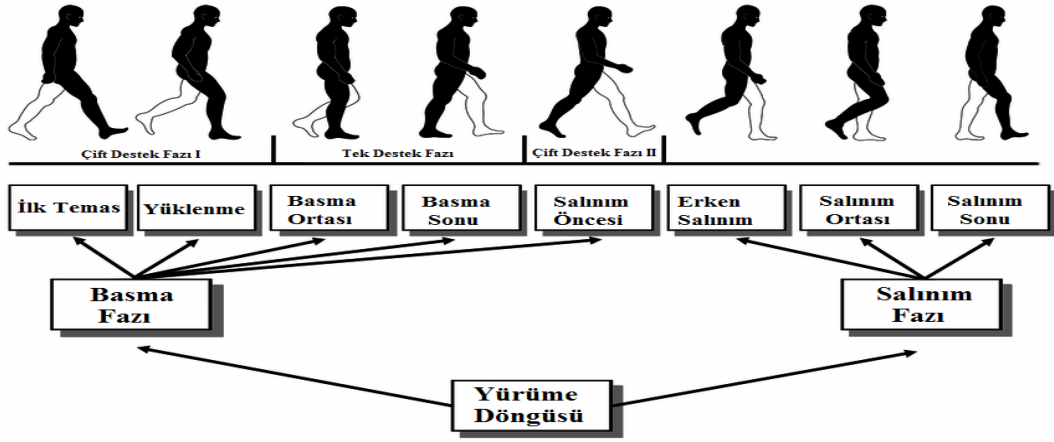 Çift Destek Fazı I
Tek Destek Fazı
Çift Destek Fazı II
İlk Temas
Yüklenme
Basma
Ortası
Basma
Sonu
Salınım
Öncesi
Erken
Salınım
Salınım
Ortası
Salınım
Sonu
Basma
Fazı
Salınım
Fazı
Yürüme
Döngüsü